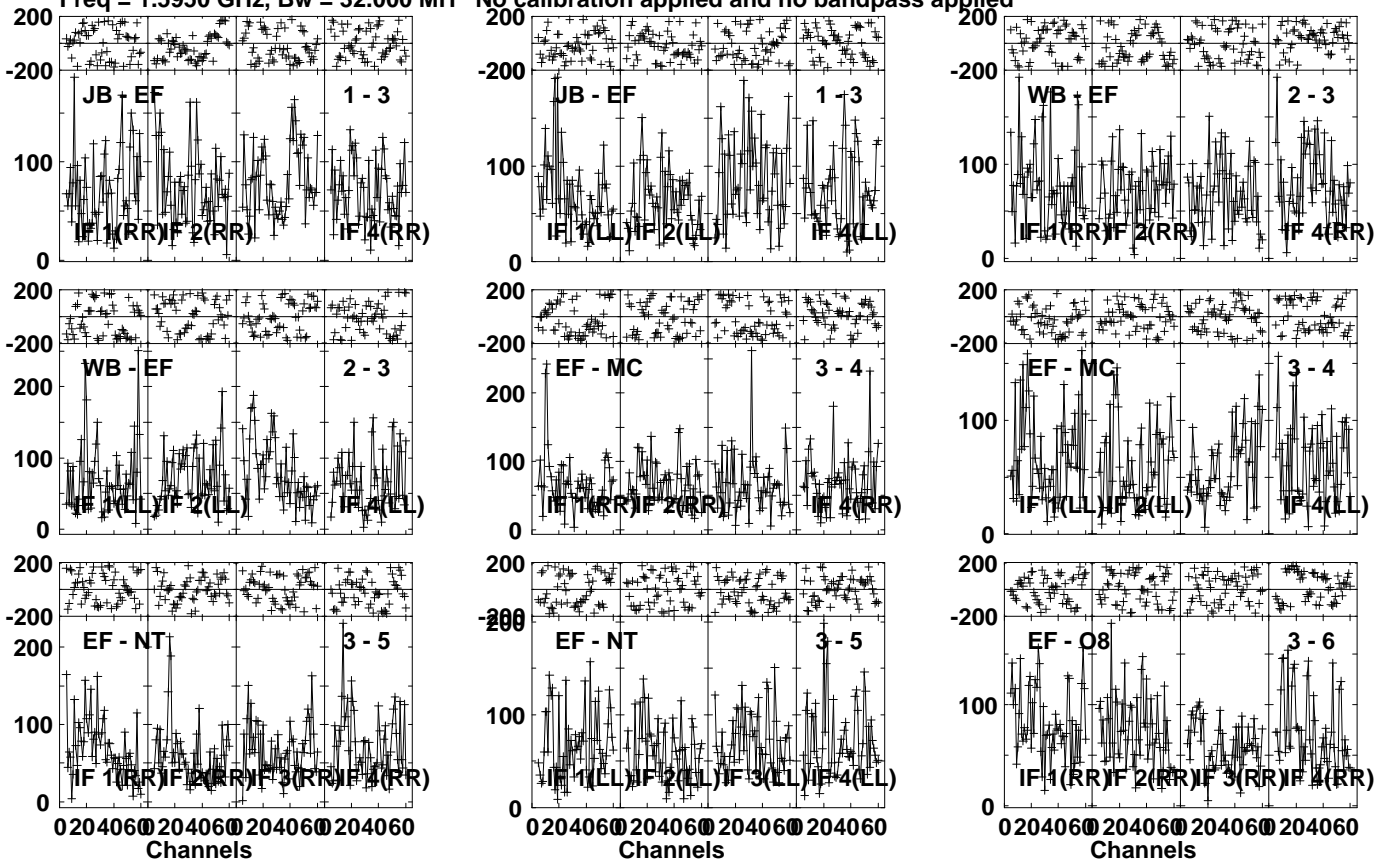 Freq = 1.5950 GHz, Bw = 32.000 MH No calibration applied and no bandpass applied
200 200 200
-200 -200 -200
JB - EF 1 - 3 JB - EF 1 - 3 WB - EF 2 - 3
100 100 100
IF 1(RR) IF 2(RR) IF 4(RR) IF 1(LL) IF 2(LL) IF 4(LL) IF 1(RR) IF 2(RR) IF 4(RR)
0 0 0
200 200 200
-200 -200 -200
WB - EF 2 - 3 EF - MC 3 - 4 EF - MC 3 - 4
200 200
100 100 100
IF 1(LL) IF 2(LL) IF 4(LL) IF 1(RR) IF 2(RR) IF 4(RR) IF 1(LL) IF 2(LL) IF 4(LL)
0 0 0
200 200 200
-200 -200 -200
200
EF - NT 3 - 5 EF - NT 3 - 5 EF - O8 3 - 6
200
100 100 100
IF 1(RR) IF 2(RR) IF 3(RR) IF 4(RR) IF 1(LL) IF 2(LL) IF 3(LL) IF 4(LL) IF 1(RR) IF 2(RR) IF 3(RR) IF 4(RR)
0 0 0
0 20 40 60 0 20 40 60 0 20 40 60 0 20 40 60 0 20 40 60 0 20 40 60 0 20 40 60 0 20 40 60 0 20 40 60 0 20 40 60 0 20 40 60 0 20 40 60
Channels Channels Channels